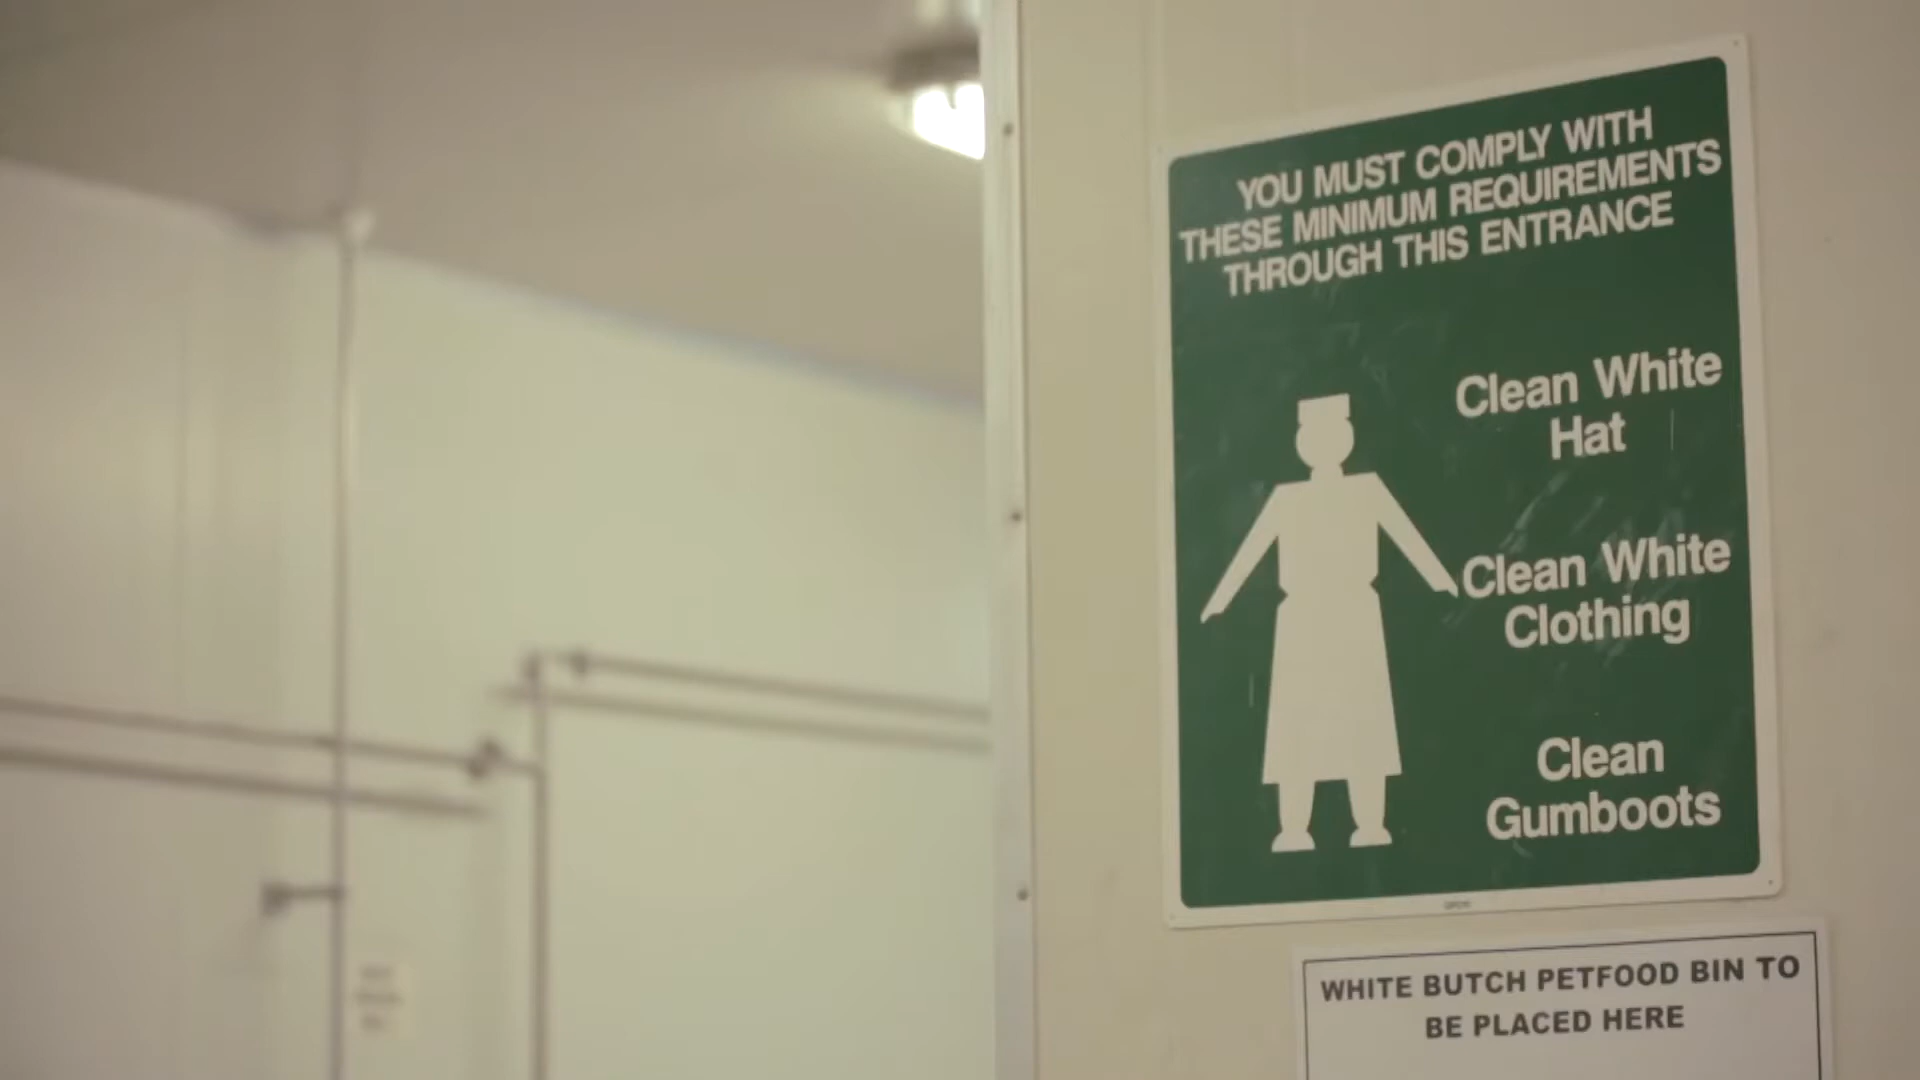 YOU MUST COMPLY WITH
THESE MINIMUM REQUIREMENTS
THROUGH THIS ENTRANCE
Clean White
Hat
Clean White
Clothing
Clean
Gumboots
WHITE BUTCH PETFOOD BIN TO
BE PLACED HERE